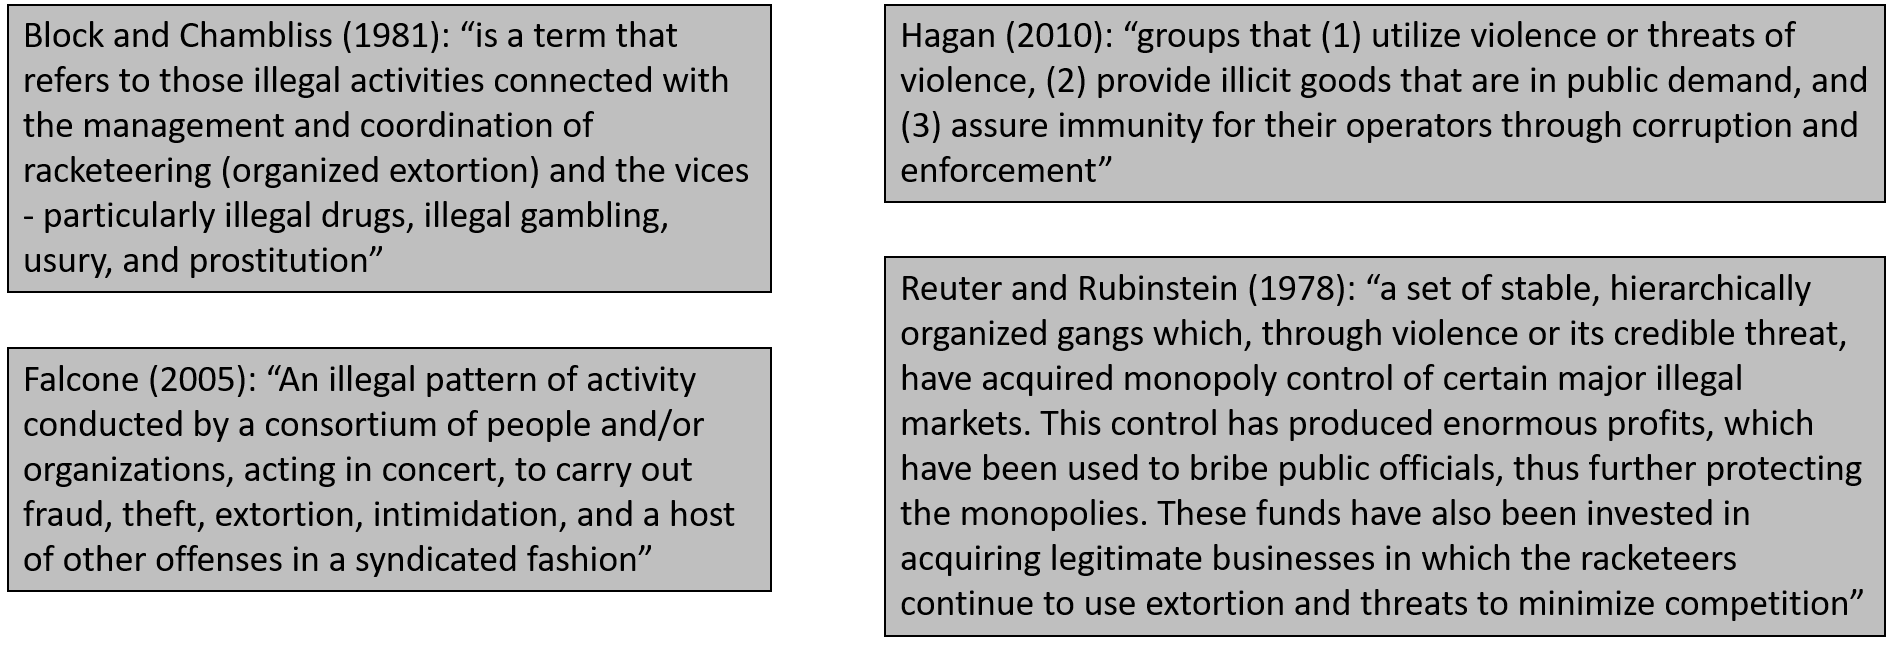 Block and Chambliss (1981): “is a term that
refers to those illegal activities connected with
the management and coordination of
racketeering (organized extortion) and the vices
- particularly illegal drugs, illegal gambling,
usury, and prostitution”
Falcone (2005): “An illegal pattern of activity
conducted by a consortium of people and/or
organizations, acting in concert, to carry out
fraud, theft, extortion, intimidation, and a host
of other offenses in a syndicated fashion”
Hagan (2010): “groups that (1) utilize violence or threats of
violence, (2) provide illicit goods that are in public demand, and
(3) assure immunity for their operators through corruption and
enforcement”
Reuter and Rubinstein (1978): “a set of stable, hierarchically
organized gangs which, through violence or its credible threat,
have acquired monopoly control of certain major illegal
markets. This control has produced enormous profits, which
have been used to bribe public officials, thus further protecting
the monopolies. These funds have also been invested in
acquiring legitimate businesses in which the racketeers
continue to use extortion and threats to minimize competition”